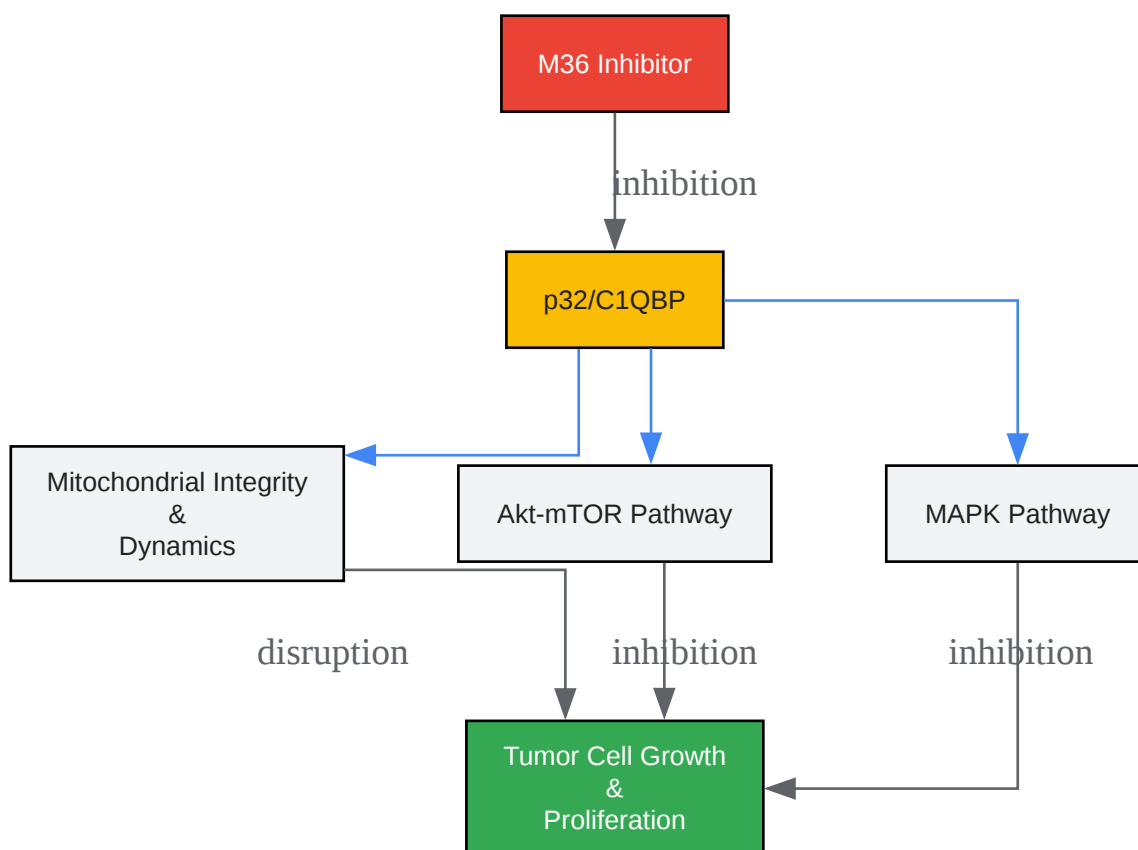 M36 Inhibitor
inhibition
p32/C1QBP
Mitochondrial Integrity
&
Dynamics
Akt-mTOR Pathway
MAPK Pathway
disruption
inhibition
inhibition
Tumor Cell Growth
&
Proliferation